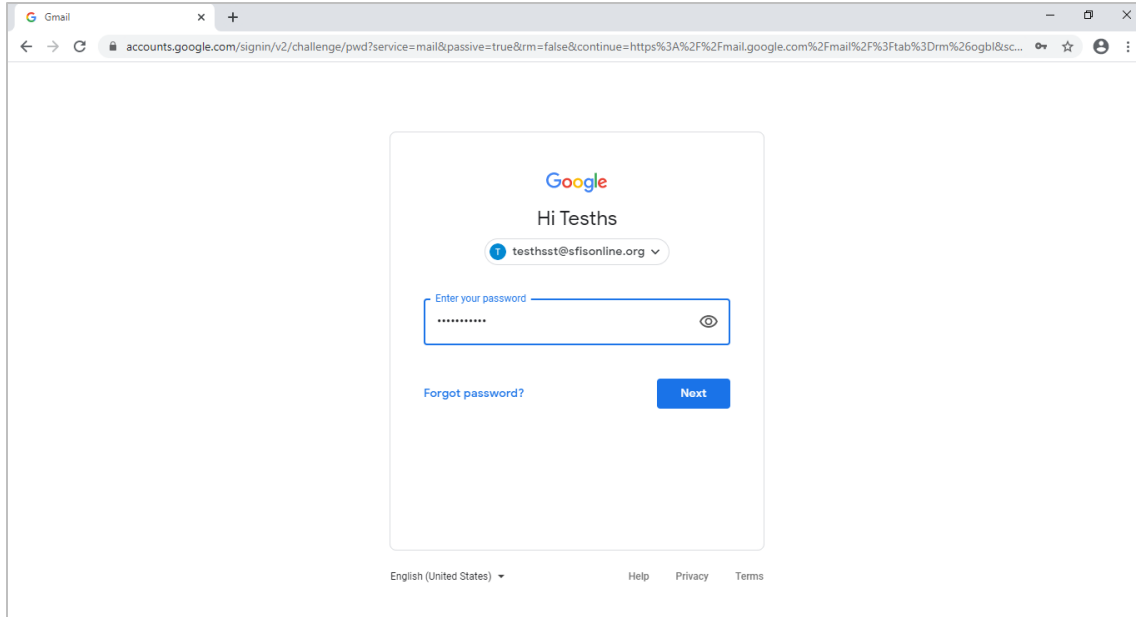 Gmail
accounts.google.com/signin/v2/challenge/pwd?service=mail&passive=true&rm=false&continue=https%3A%2F%2Fmail.google.com%2Fmail%2F%3Ftab%3Drm%26ogbl&sc...
Google
Hi Tesths
T testhsst@sfisonline.org
Enter your password
•••••••••••
Forgot password? Next
English (United States) Help Privacy Terms